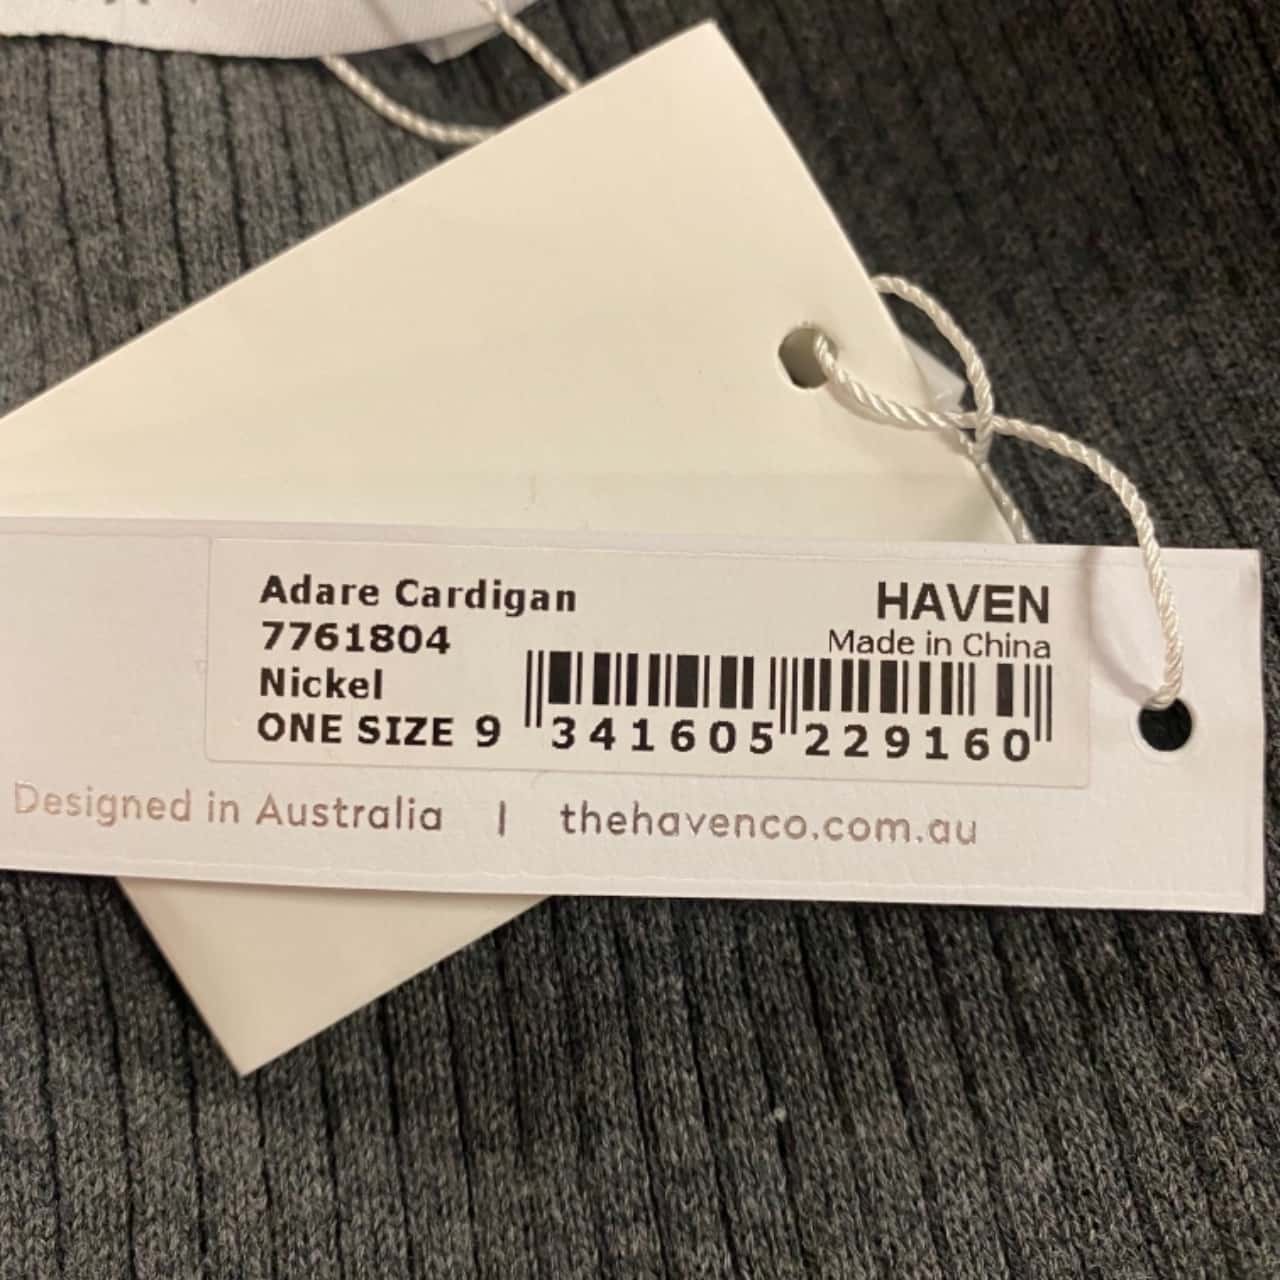 Adare Cardigan
HAVEN
7761804
Made in China
Nickel
ONE SIZE
9 341605 229160
Designed in Australia | thehavenco.com.au